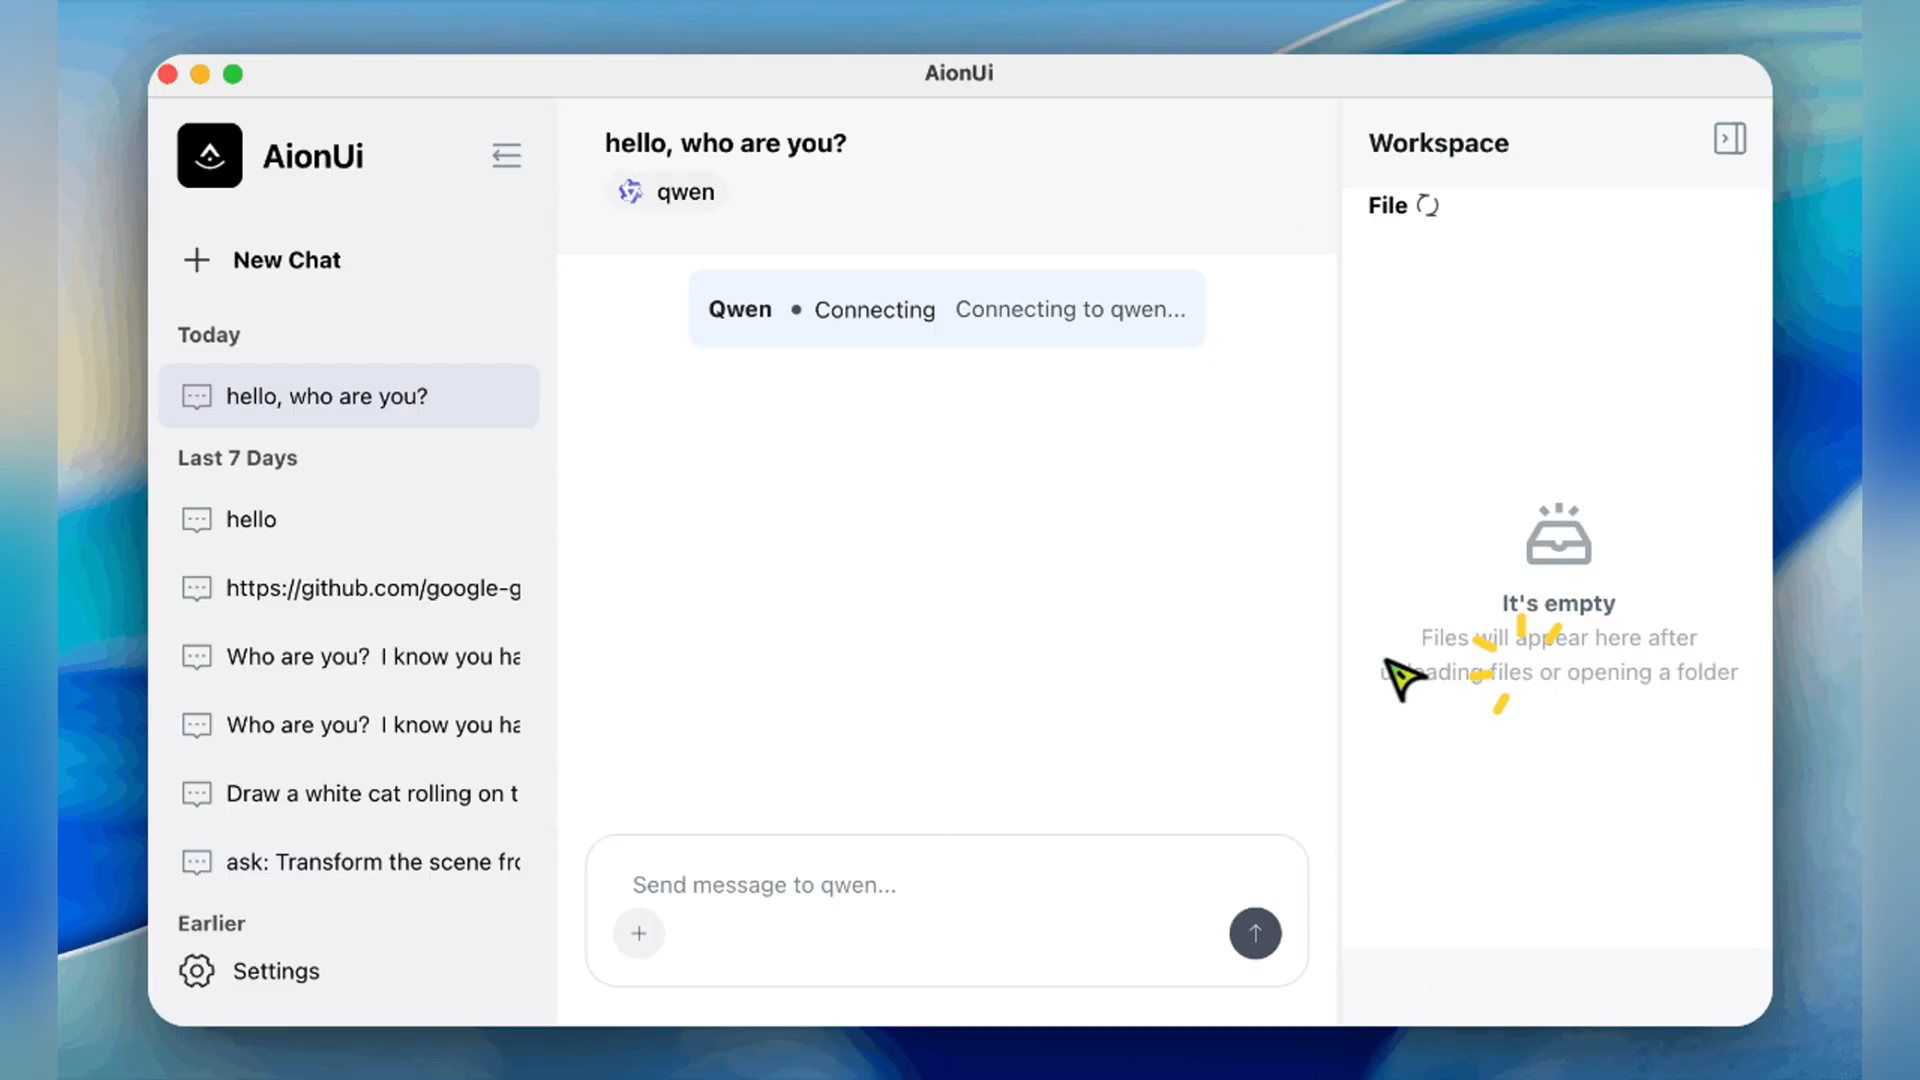 AionUi
AionUi
New Chat
Today
hello, who are you?
Last 7 Days
hello
https://github.com/google-g
Who are you? I know you ha
Who are you? I know you ha
Draw a white cat rolling on t
ask: Transform the scene fro
Earlier
Settings
hello, who are you?
qwen
Qwen • Connecting Connecting to qwen...
Send message to qwen...
Workspace
File
It's empty
Files will appear here after
files or opening a folder